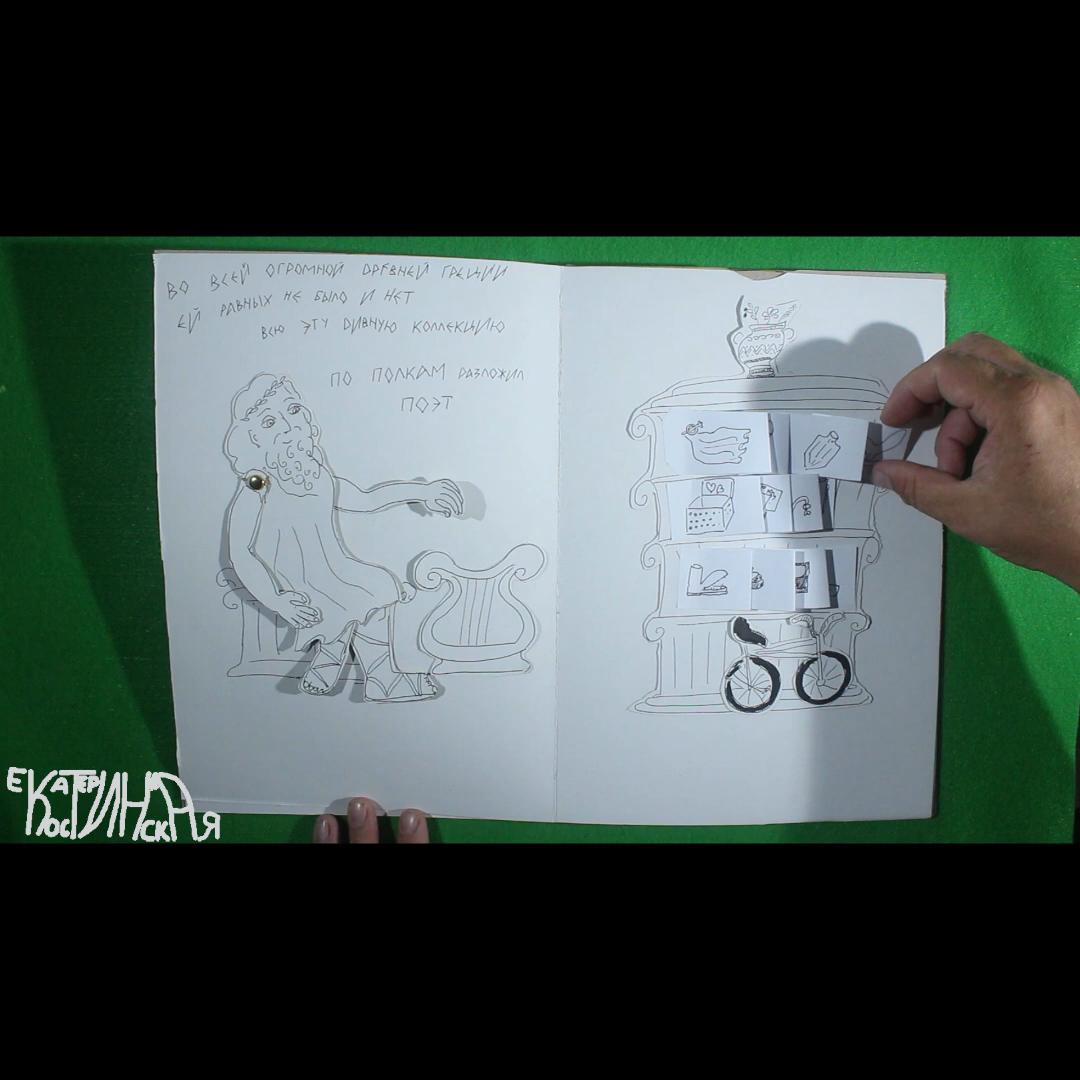 ВО ВСЕЙ ОГРОМНОЙ ДРЕВНЕЙ ГРЕЦИИ
ЕЙ РАВНЫХ НЕ БЫЛО И НЕТ
ВСЮ ЭТУ ДИВНУЮ КОЛЛЕКЦИЮ
ПО ПОЛКАМ РАЗЛОЖИЛ
ПОЭТ
ЕКАТЕРИНА